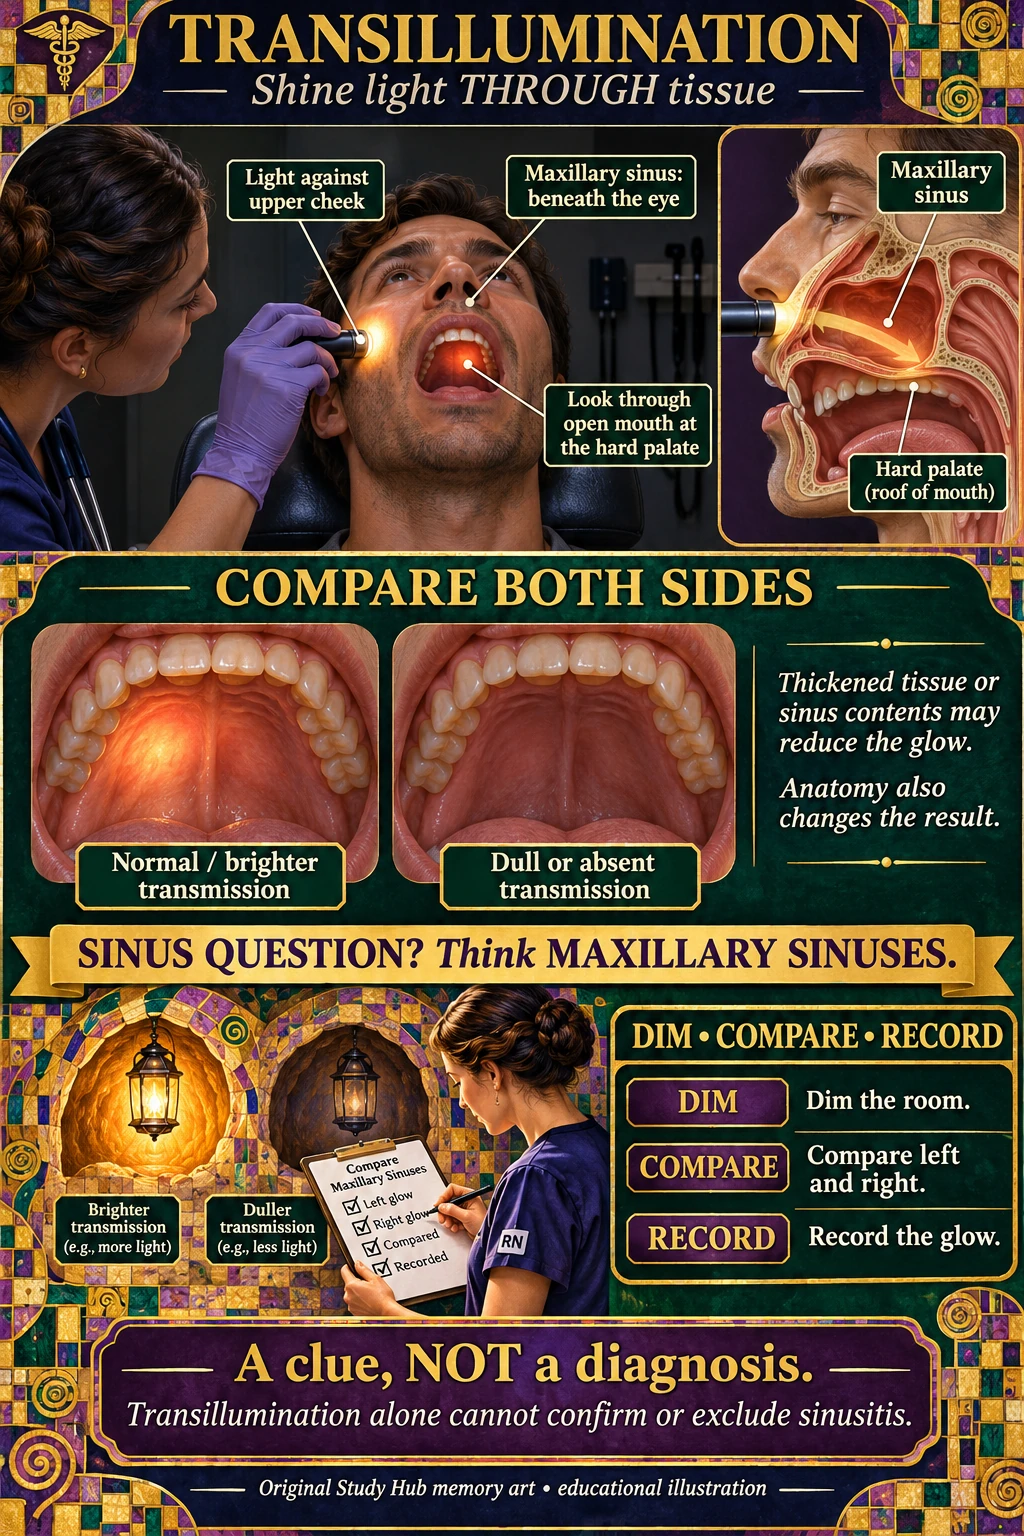 TRANSILLUMINATION
Shine light THROUGH tissue
Light against
upper cheek
Maxillary sinus:
beneath the eye
Look through
open mouth at
the hard palate
Maxillary
sinus
Hard palate
(roof of mouth)
COMPARE BOTH SIDES
Normal / brighter
transmission
Dull or absent
transmission
Thickened tissue or
sinus contents may
reduce the glow.
Anatomy also
changes the result.
SINUS QUESTION? Think MAXILLARY SINUSES.
Brighter
transmission
(e.g., more light)
Duller
transmission
(e.g., less light)
Compare
Maxillary Sinuses
Left glow
Right glow
Compared
Recorded
RN
DIM • COMPARE • RECORD
DIM
Dim the room.
COMPARE
Compare left
and right.
RECORD
Record the glow.
A clue, NOT a diagnosis.
Transillumination alone cannot confirm or exclude sinusitis.
Original Study Hub memory art • educational illustration